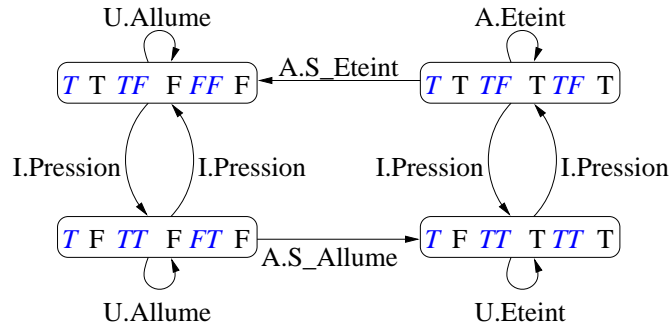 U.Allume A.Eteint
T T TF F FF F A.S_Eteint T T TF T TF T
I.Pression I.Pression I.Pression I.Pression
T F TT F FT F A.S_Allume T F TT T TT T
U.Allume U.Eteint